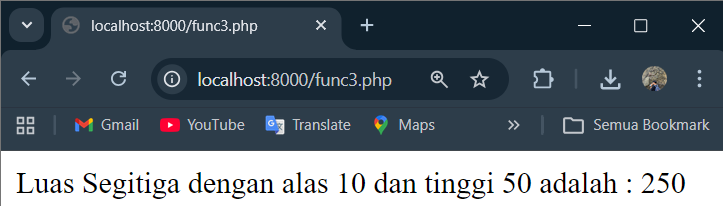 localhost:8000/func3.php
localhost:8000/func3.php
Gmail YouTube Translate Maps » Semua Bookmark
Luas Segitiga dengan alas 10 dan tinggi 50 adalah : 250